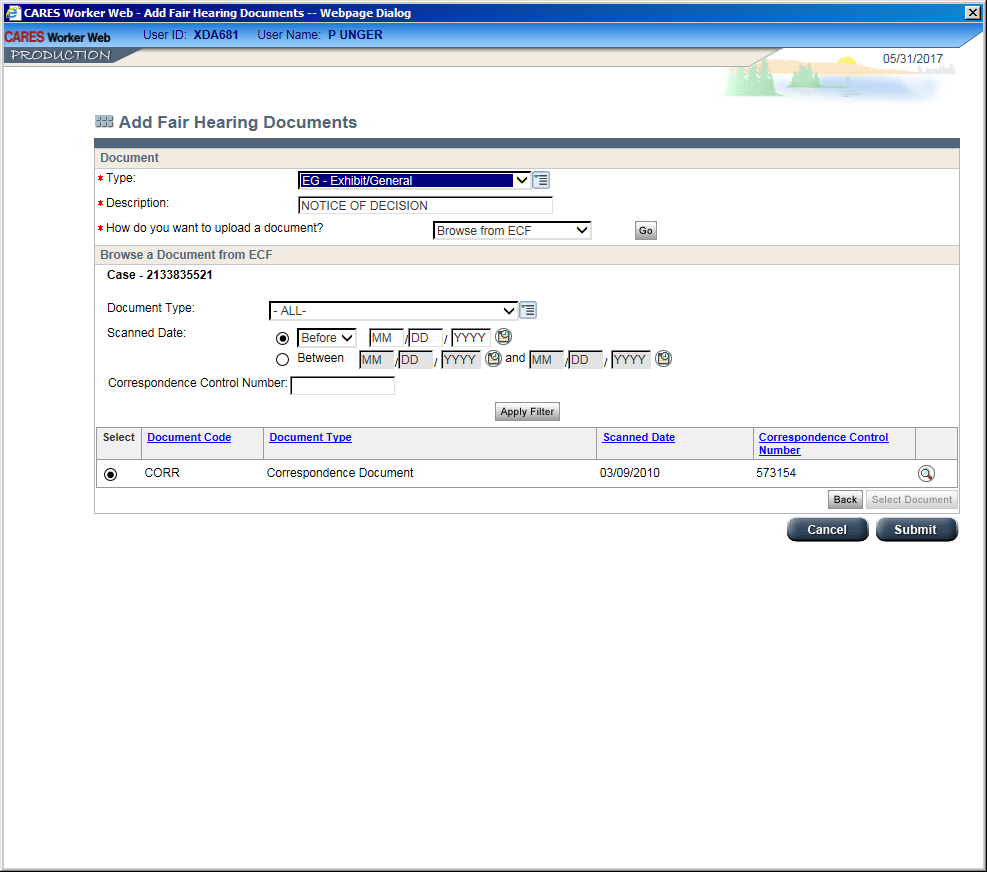 CARES Worker Web - Add Fair Hearing Documents -- Webpage Dialog
CARES Worker Web User ID: XDA681 User Name: P UNGER
PRODUCTION
05/31/2017
Add Fair Hearing Documents
Document
* Type: EG - Exhibit/General
* Description: NOTICE OF DECISION
* How do you want to upload a document? Browse from ECF Go
Browse a Document from ECF
Case - 2133835521
Document Type: - ALL-
Scanned Date: Before MM / DD / YYYY
Between MM / DD / YYYY and MM / DD / YYYY
Correspondence Control Number:
Apply Filter
Select Document Code Document Type Scanned Date Correspondence Control
Number
CORR Correspondence Document 03/09/2010 573154
Back Select Document
Cancel Submit